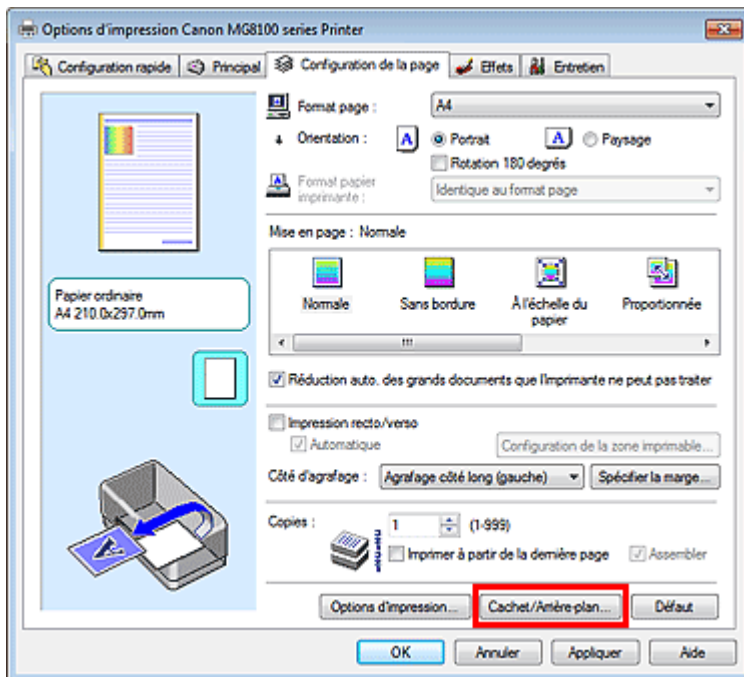 Options d'impression Canon MG8100 series Printer
Configuration rapide
Principal
Configuration de la page
Effets
Entretien
Format page :
A4
Orientation :
A
Portrait
A
Paysage
Rotation 180 degrés
Format papier
imprimante :
Identique au format page
Mise en page : Normale
Normale
Sans bordure
À l'échelle du
papier
Proportionnée
Papier ordinaire
A4 210.0x297.0mm
Réduction auto. des grands documents que l'imprimante ne peut pas traiter
Impression recto/verso
Automatique
Configuration de la zone imprimable...
Côté d'agrafage :
Agrafage côté long (gauche)
Spécifier la marge...
Copies :
1
(1-999)
Imprimer à partir de la dernière page
Assembler
Options d'impression...
Cachet/Arrière-plan...
Défaut
OK
Annuler
Appliquer
Aide